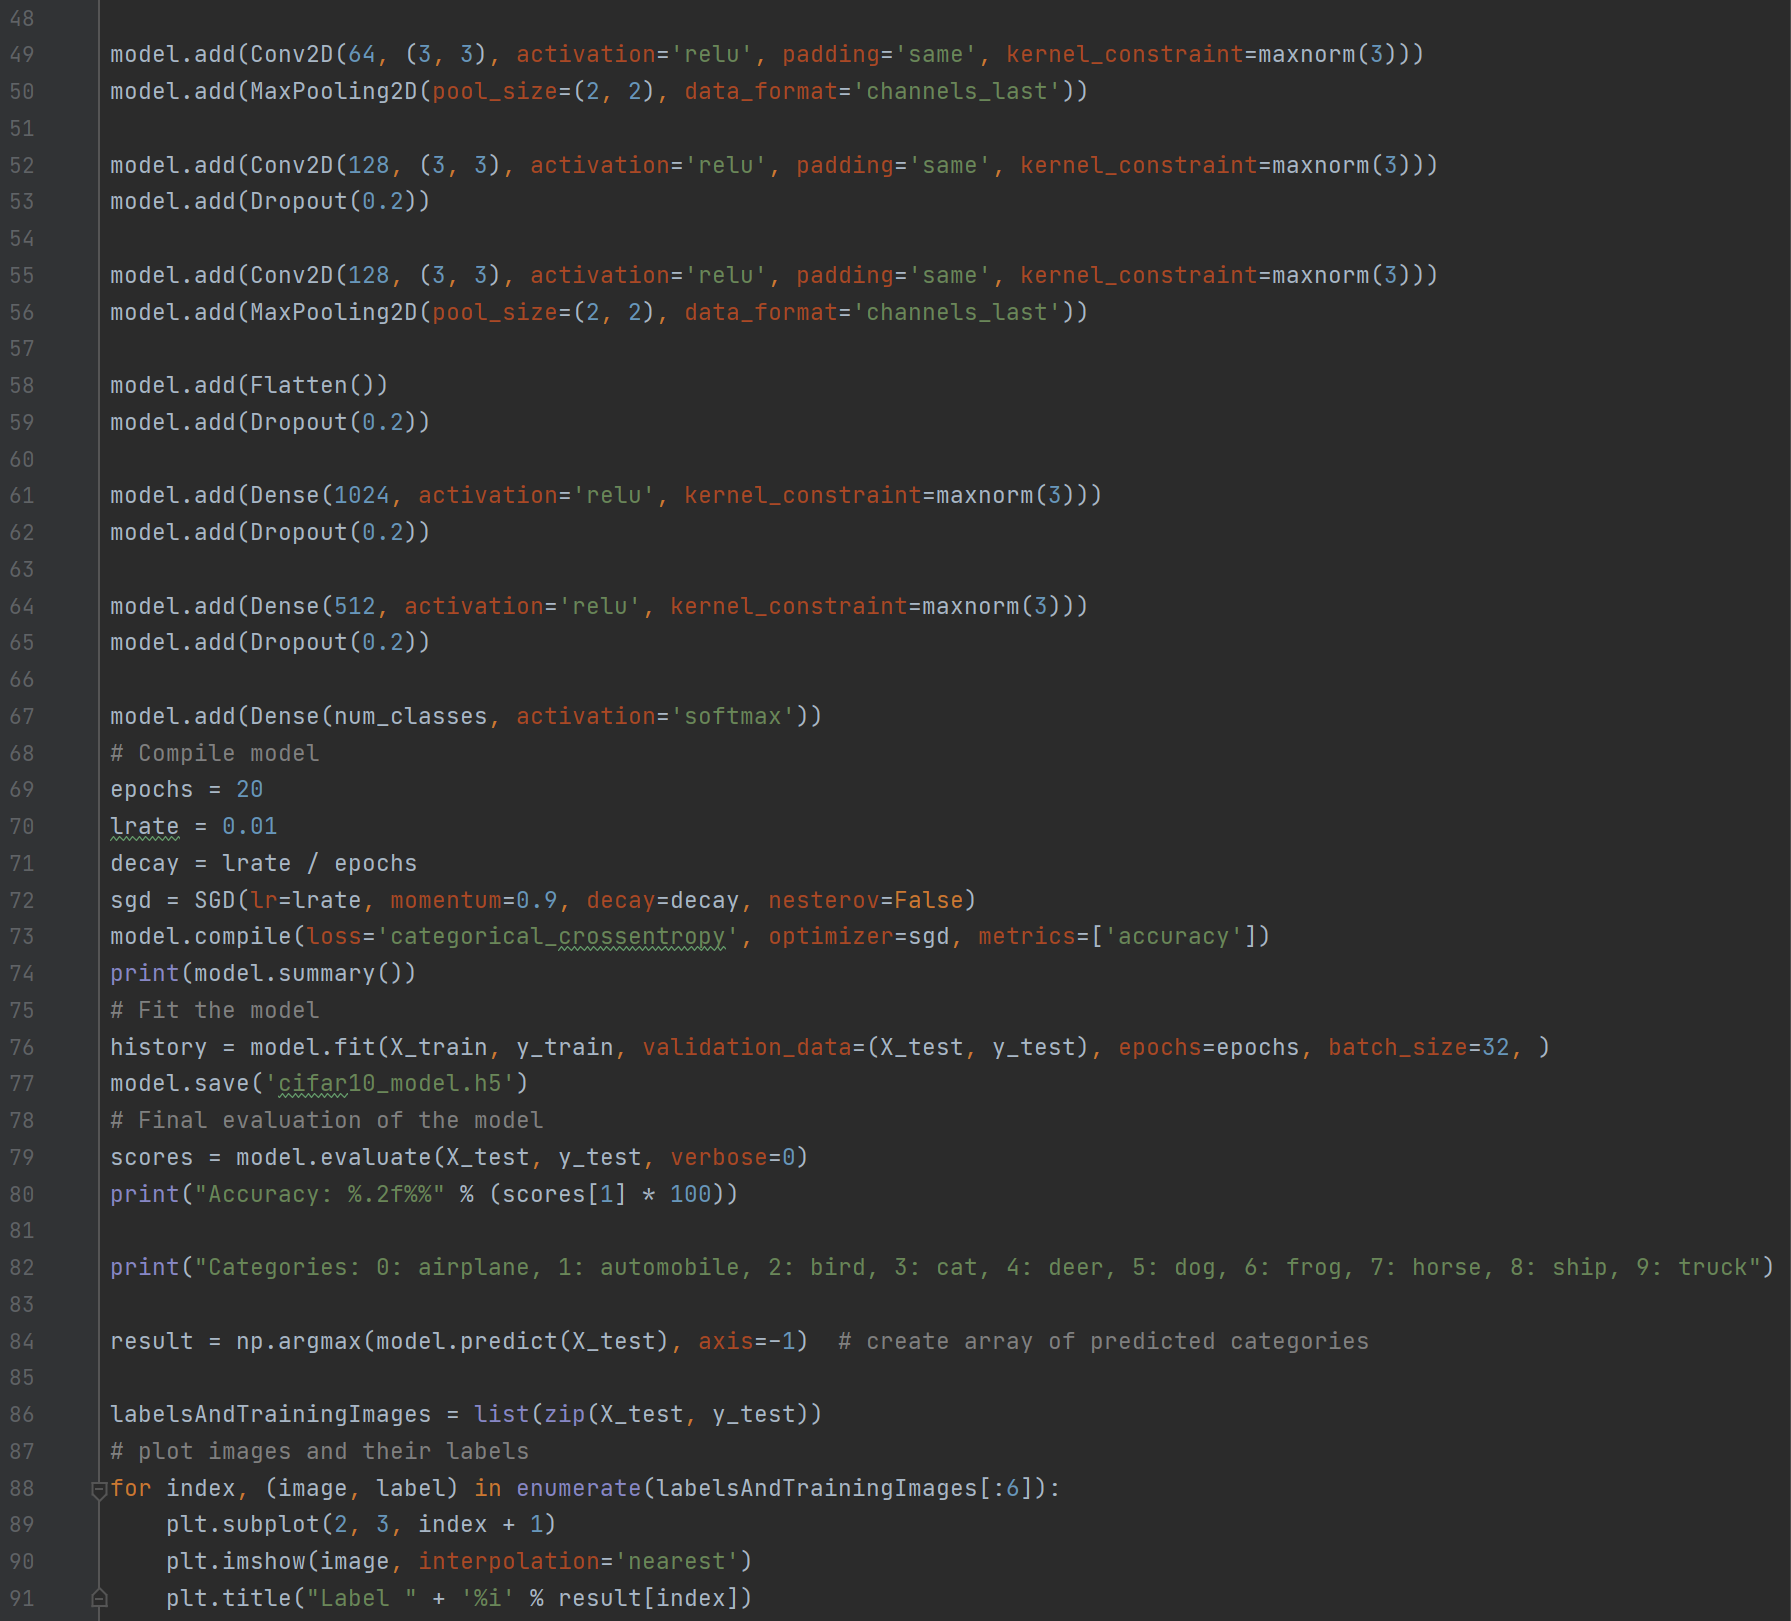 48
49 model.add(Conv2D(64, (3, 3), activation='relu', padding='same', kernel_constraint=maxnorm(3)))
50 model.add(MaxPooling2D(pool_size=(2, 2), data_format='channels_last'))
51
52 model.add(Conv2D(128, (3, 3), activation='relu', padding='same', kernel_constraint=maxnorm(3)))
53 model.add(Dropout(0.2))
54
55 model.add(Conv2D(128, (3, 3), activation='relu', padding='same', kernel_constraint=maxnorm(3)))
56 model.add(MaxPooling2D(pool_size=(2, 2), data_format='channels_last'))
57
58 model.add(Flatten())
59 model.add(Dropout(0.2))
60
61 model.add(Dense(1024, activation='relu', kernel_constraint=maxnorm(3)))
62 model.add(Dropout(0.2))
63
64 model.add(Dense(512, activation='relu', kernel_constraint=maxnorm(3)))
65 model.add(Dropout(0.2))
66
67 model.add(Dense(num_classes, activation='softmax'))
68 # Compile model
69 epochs = 20
70 lrate = 0.01
71 decay = lrate / epochs
72 sgd = SGD(lr=lrate, momentum=0.9, decay=decay, nesterov=False)
73 model.compile(loss='categorical_crossentropy', optimizer=sgd, metrics=['accuracy'])
74 print(model.summary())
75 # Fit the model
76 history = model.fit(X_train, y_train, validation_data=(X_test, y_test), epochs=epochs, batch_size=32, )
77 model.save('cifar10_model.h5')
78 # Final evaluation of the model
79 scores = model.evaluate(X_test, y_test, verbose=0)
80 print("Accuracy: %.2f%%" % (scores[1] * 100))
81
82 print("Categories: 0: airplane, 1: automobile, 2: bird, 3: cat, 4: deer, 5: dog, 6: frog, 7: horse, 8: ship, 9: truck")
83
84 result = np.argmax(model.predict(X_test), axis=-1)  # create array of predicted categories
85
86 labelsAndTrainingImages = list(zip(X_test, y_test))
87 # plot images and their labels
88 for index, (image, label) in enumerate(labelsAndTrainingImages[:6]):
89     plt.subplot(2, 3, index + 1)
90     plt.imshow(image, interpolation='nearest')
91     plt.title("Label " + '%i' % result[index])